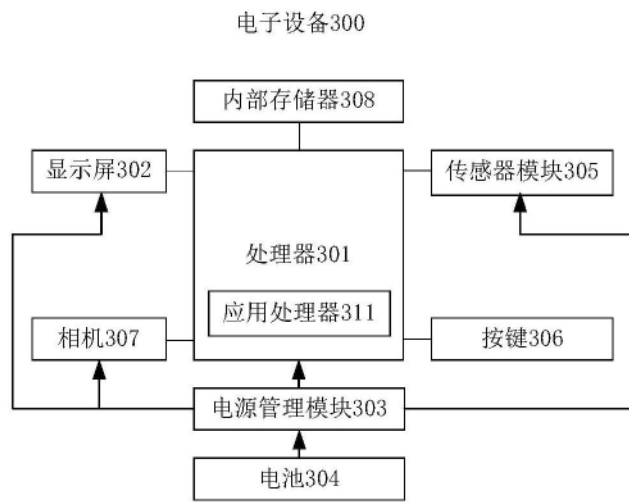 电子设备300
内部存储器308
显示屏302
传感器模块305
处理器301
应用处理器311
相机307
按键306
电源管理模块303
电池304